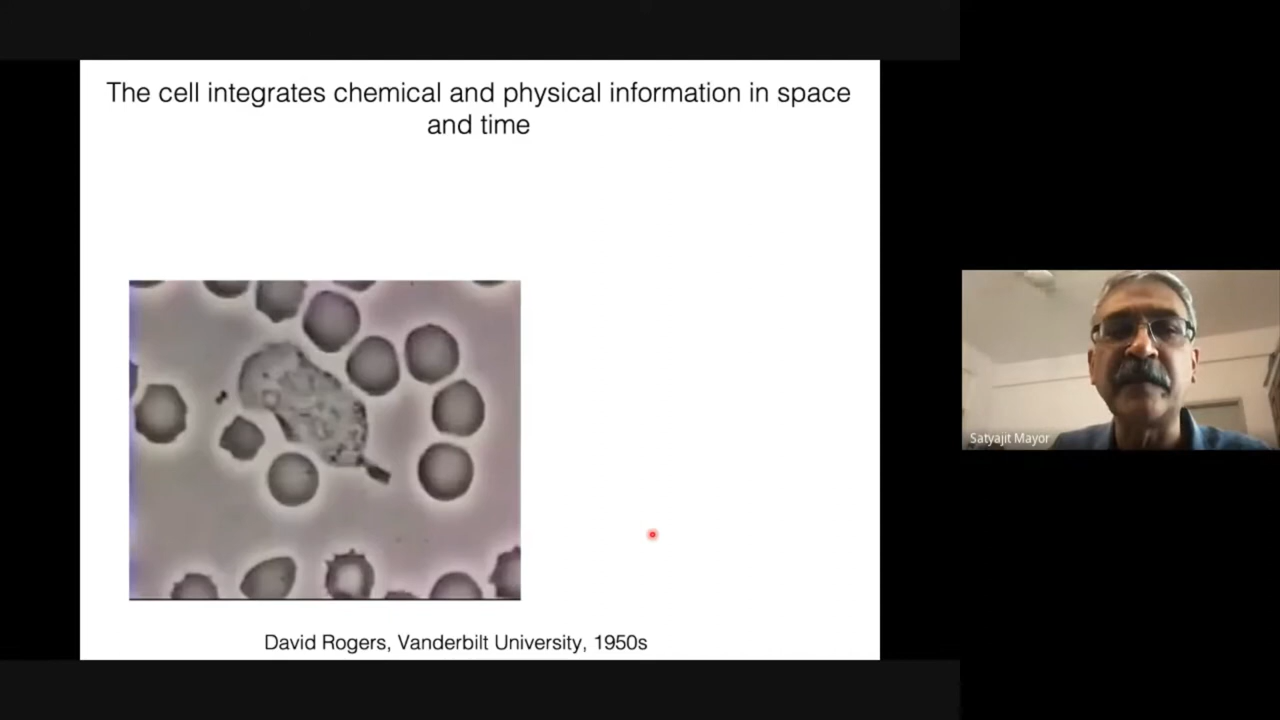 The cell integrates chemical and physical information in space
and time
Satyajit Mayor
David Rogers, Vanderbilt University, 1950s